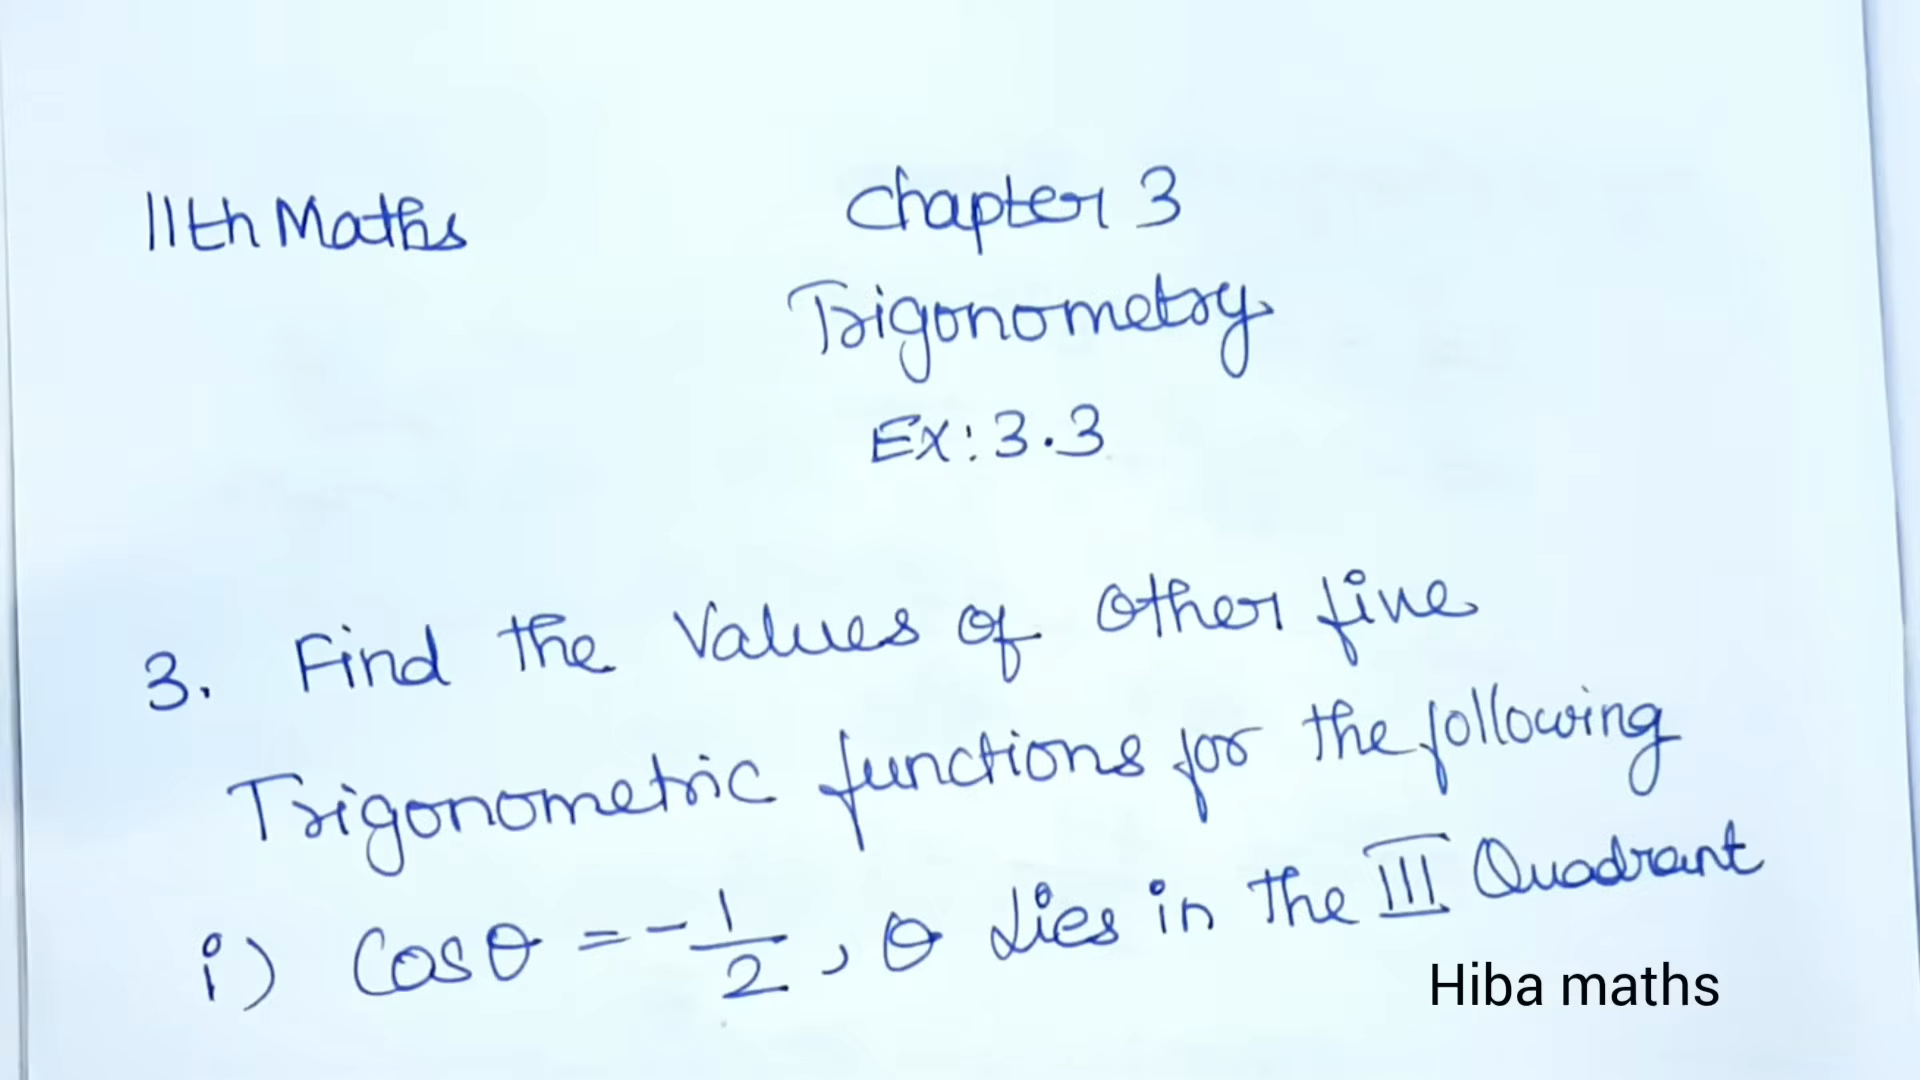 11th Maths
Chapter 3
Trigonometry
Ex: 3.3
3. Find the Values of Other five
Trigonometric functions for the following
i) Cosθ = -1/2, θ Lies in the III Quadrant
Hiba maths